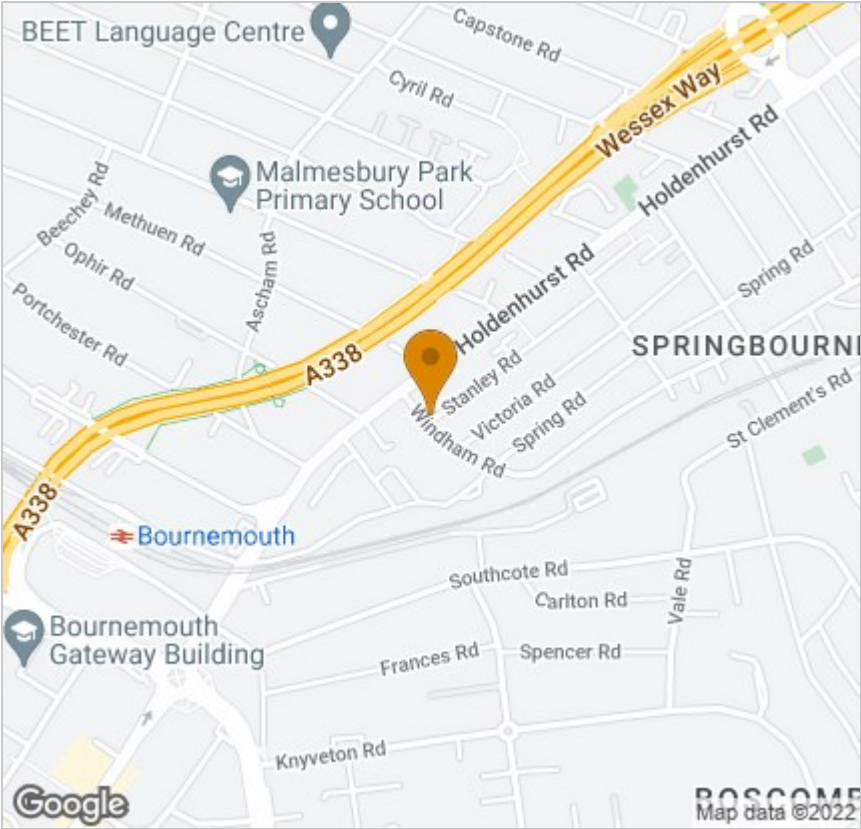 BEET Language Centre
Capstone Rd
Cyril Rd
Wessex Way
Holdenhurst Rd
Malmesbury Park
Primary School
Beechey Rd
Methuen Rd
Ophir Rd
Ascham Rd
Portchester Rd
Holdenhurst Rd
Spring Rd
SPRINGBOURN
A338
Stanley Rd
Victoria Rd
Spring Rd
Windham Rd
St Clement's Rd
A338
Bournemouth
Southcote Rd
Carlton Rd
Vale Rd
Bournemouth
Gateway Building
Frances Rd
Spencer Rd
Knyveton Rd
BOSCOMB
Google
Map data ©2022